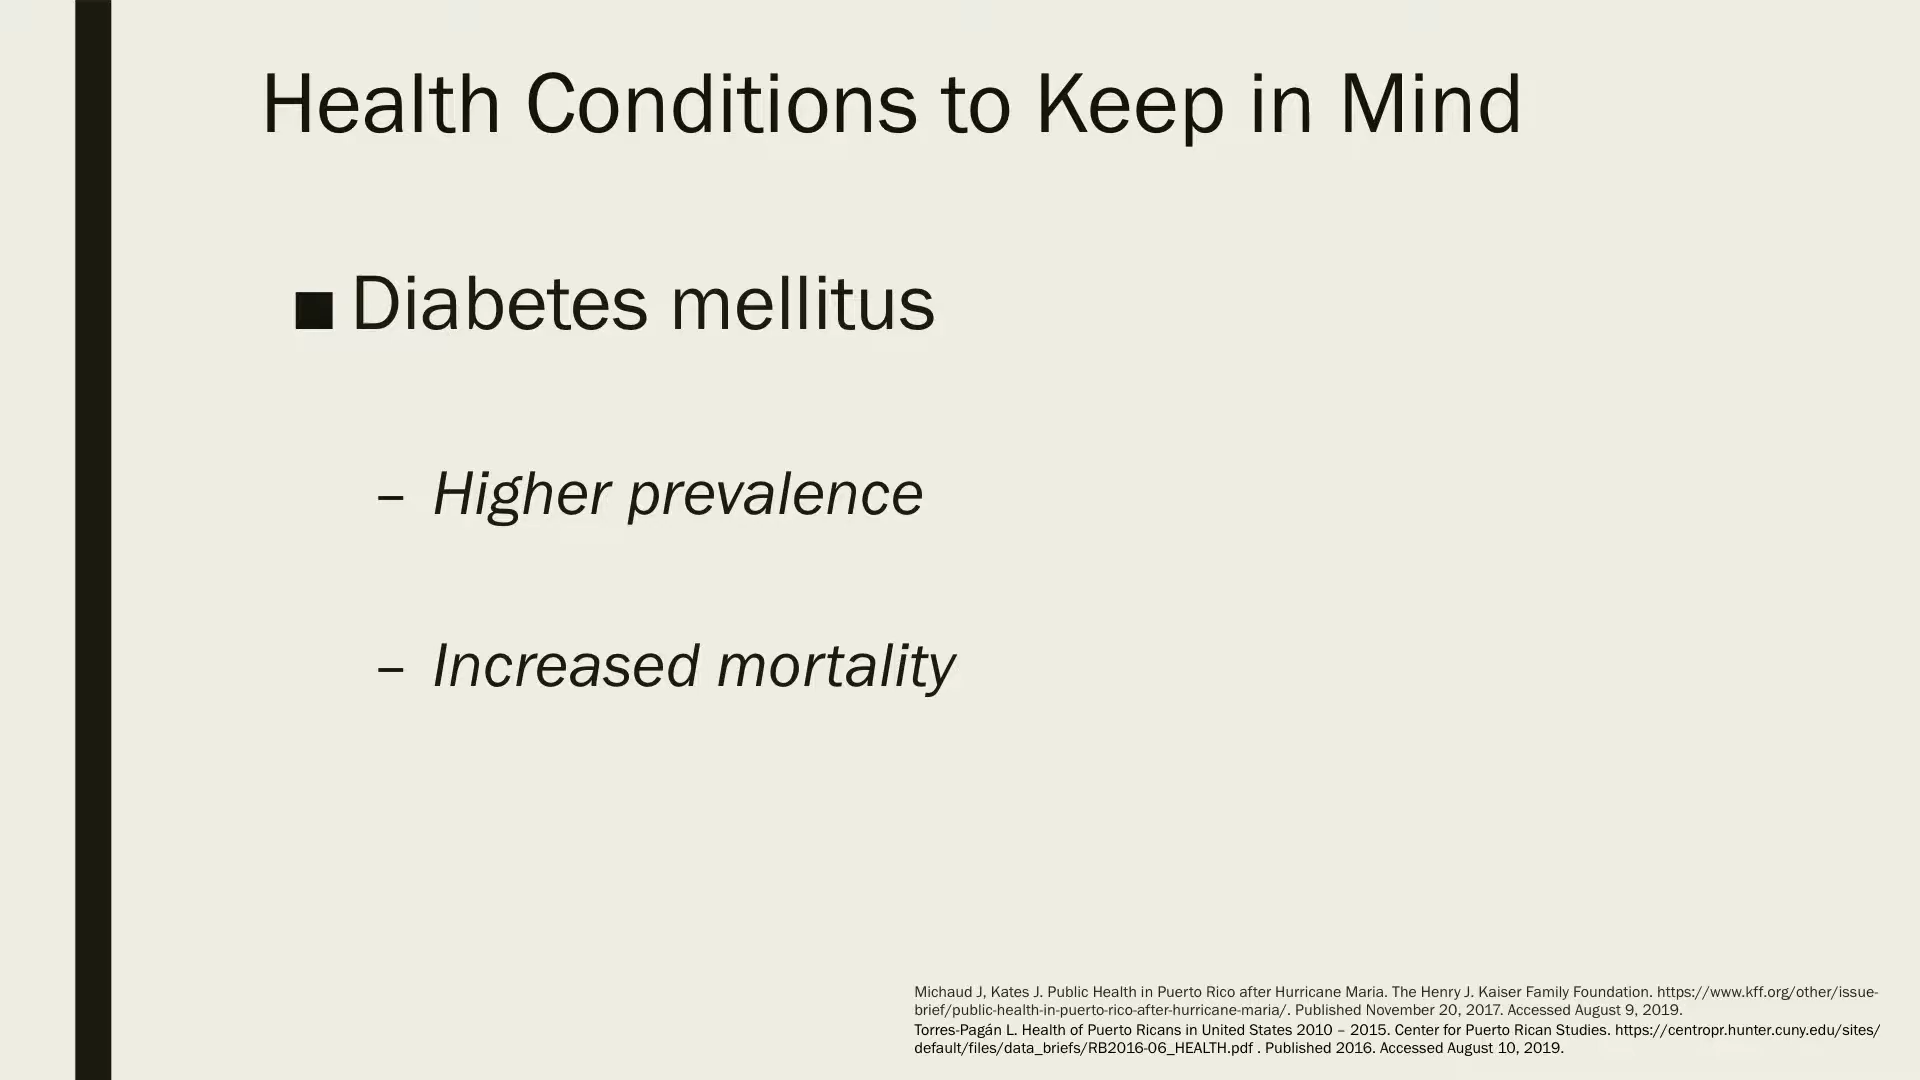 Health Conditions to Keep in Mind
■ Diabetes mellitus
– Higher prevalence
– Increased mortality
Michaud J, Kates J. Public Health in Puerto Rico after Hurricane Maria. The Henry J. Kaiser Family Foundation. https://www.kff.org/other/issue-
brief/public-health-in-puerto-rico-after-hurricane-maria/. Published November 20, 2017. Accessed August 9, 2019.
Torres-Pagán L. Health of Puerto Ricans in United States 2010 – 2015. Center for Puerto Rican Studies. https://centropr.hunter.cuny.edu/sites/
default/files/data_briefs/RB2016-06_HEALTH.pdf . Published 2016. Accessed August 10, 2019.